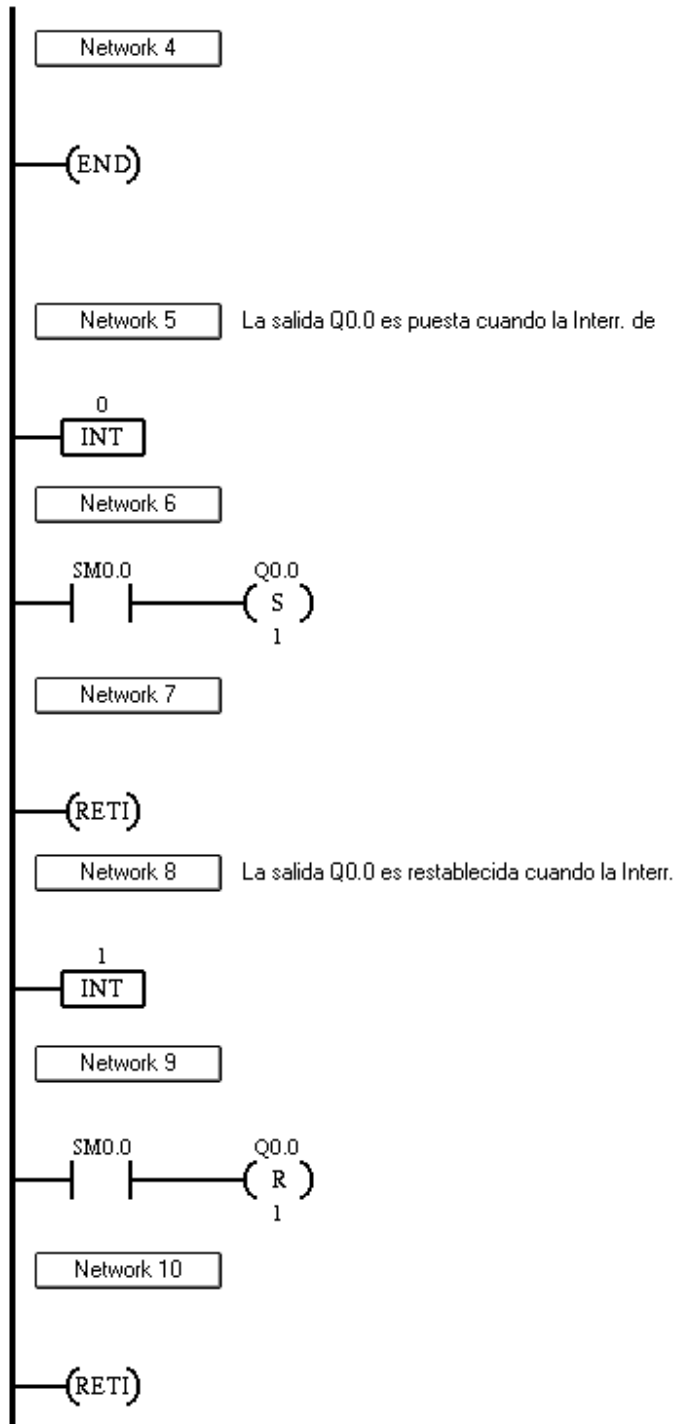 Network 4
(END)
Network 5 La salida Q0.0 es puesta cuando la Interr. de
0
INT
Network 6
SM0.0 Q0.0
( S )
1
Network 7
(RETI)
Network 8 La salida Q0.0 es restablecida cuando la Interr.
1
INT
Network 9
SM0.0 Q0.0
( R )
1
Network 10
(RETI)